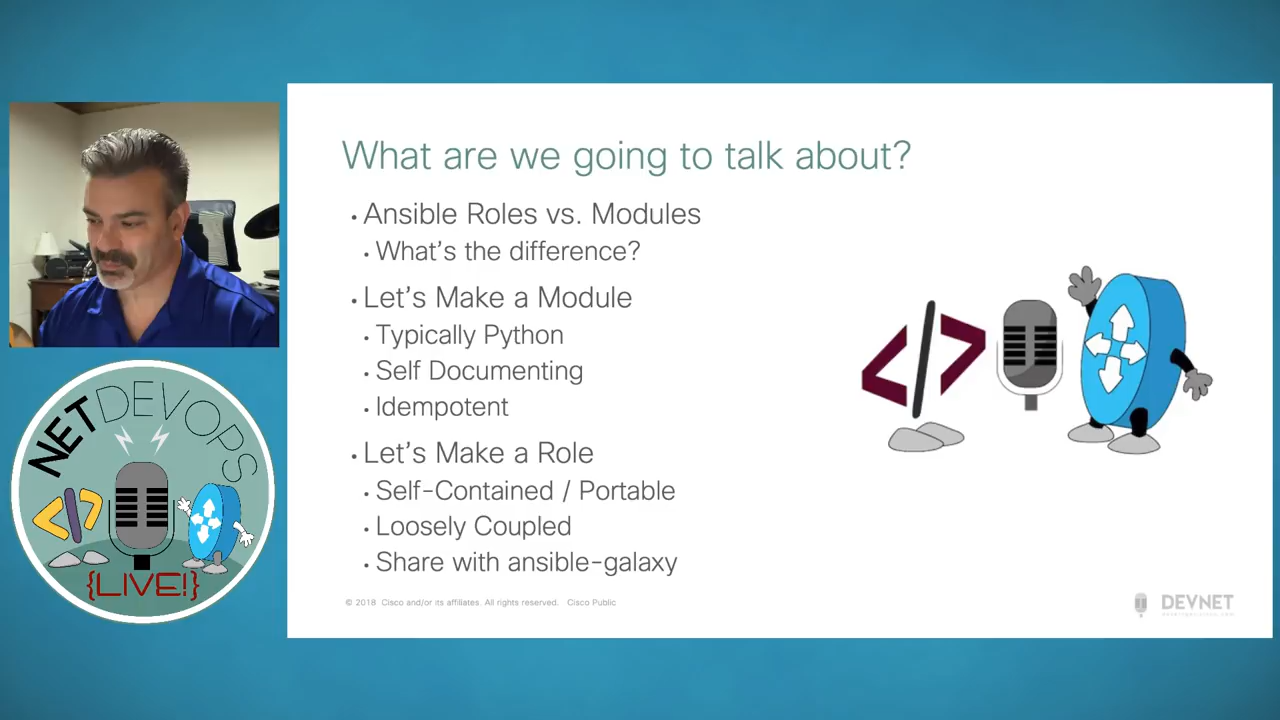 What are we going to talk about?
• Ansible Roles vs. Modules
• What's the difference?
• Let's Make a Module
• Typically Python
• Self Documenting
• Idempotent
• Let's Make a Role
• Self-Contained / Portable
• Loosely Coupled
• Share with ansible-galaxy
© 2018 Cisco and/or its affiliates. All rights reserved. Cisco Public
DEVNET
NETDEVOPS
{LIVE!}